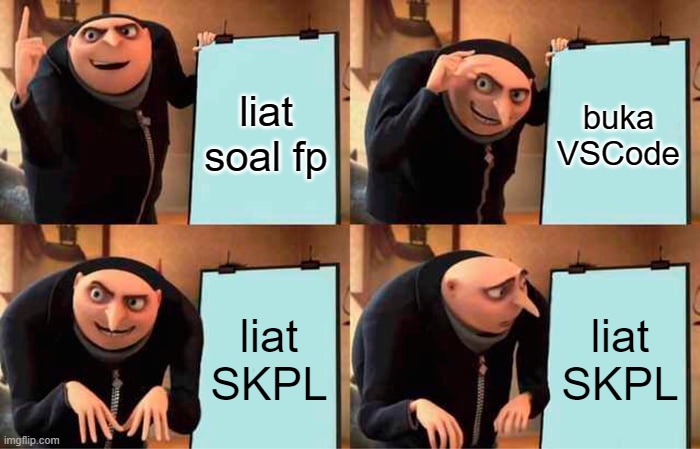 liat
soal fp
buka
VSCode
liat
SKPL
liat
SKPL
imgflip.com